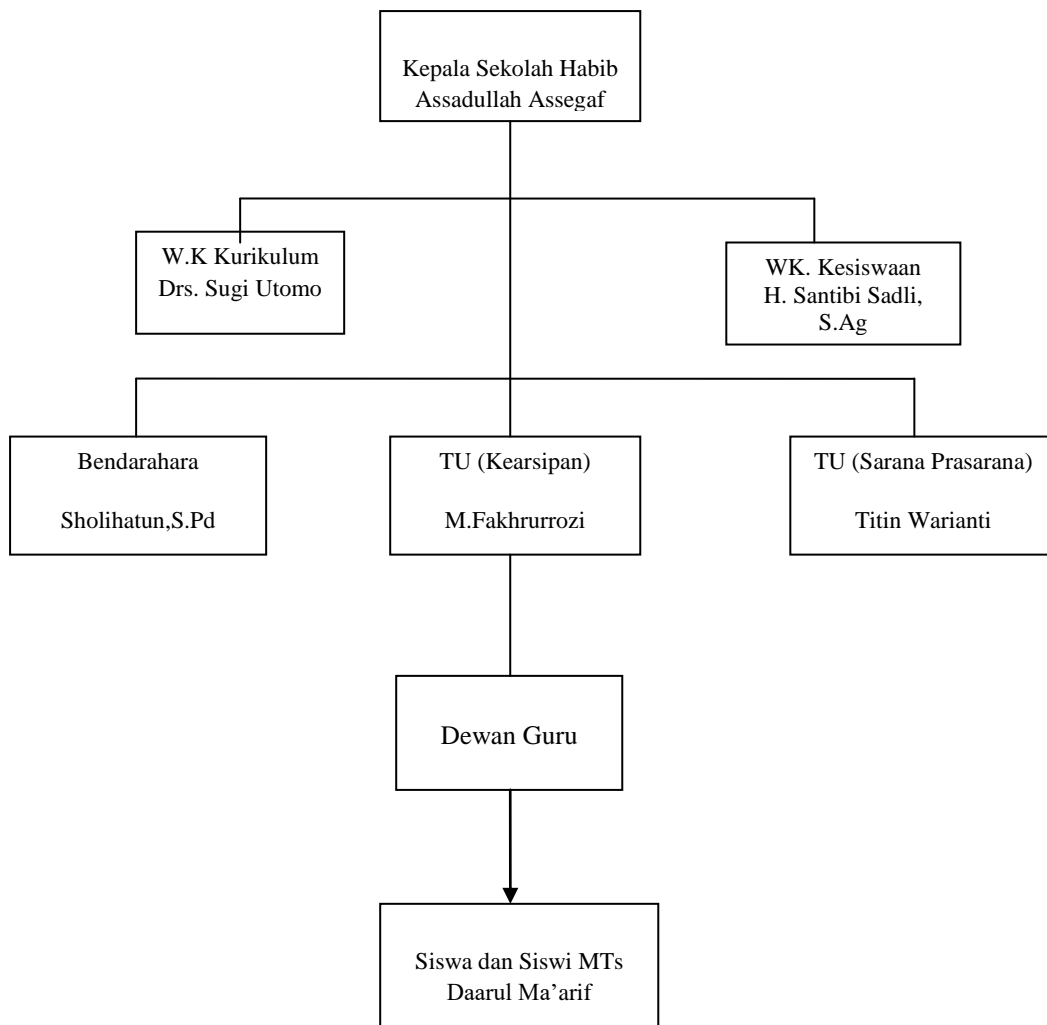 Kepala Sekolah Habib
Assadullah Assegaf
W.K Kurikulum
Drs. Sugi Utomo
WK. Kesiswaan
H. Santibi Sadli,
S.Ag
Bendarahara
Sholihatun,S.Pd
TU (Kearsipan)
M.Fakhrurrozi
TU (Sarana Prasarana)
Titin Warianti
Dewan Guru
Siswa dan Siswi MTs
Daarul Ma’arif